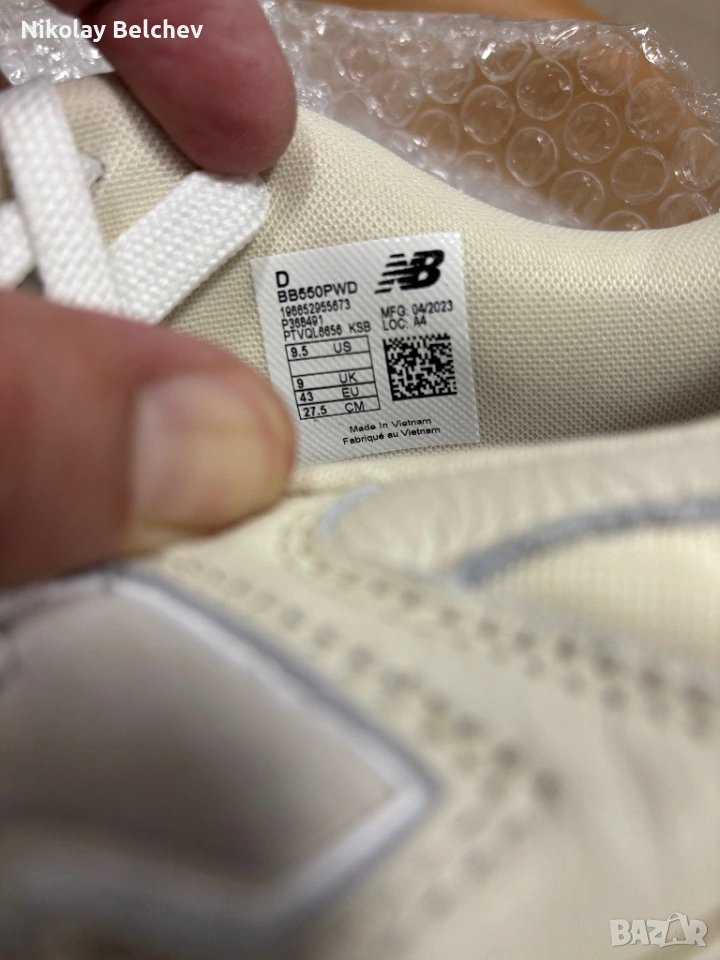 Nikolay Belchev
D
BB550PWD
196652955673
P368491
PTVQL6656 KSB
NB
MFG: 04/2023
LOC: A4
9.5 US
9 UK
43 EU
27.5 CM
Made In Vietnam
Fabriqué au Vietnam
BAZAR